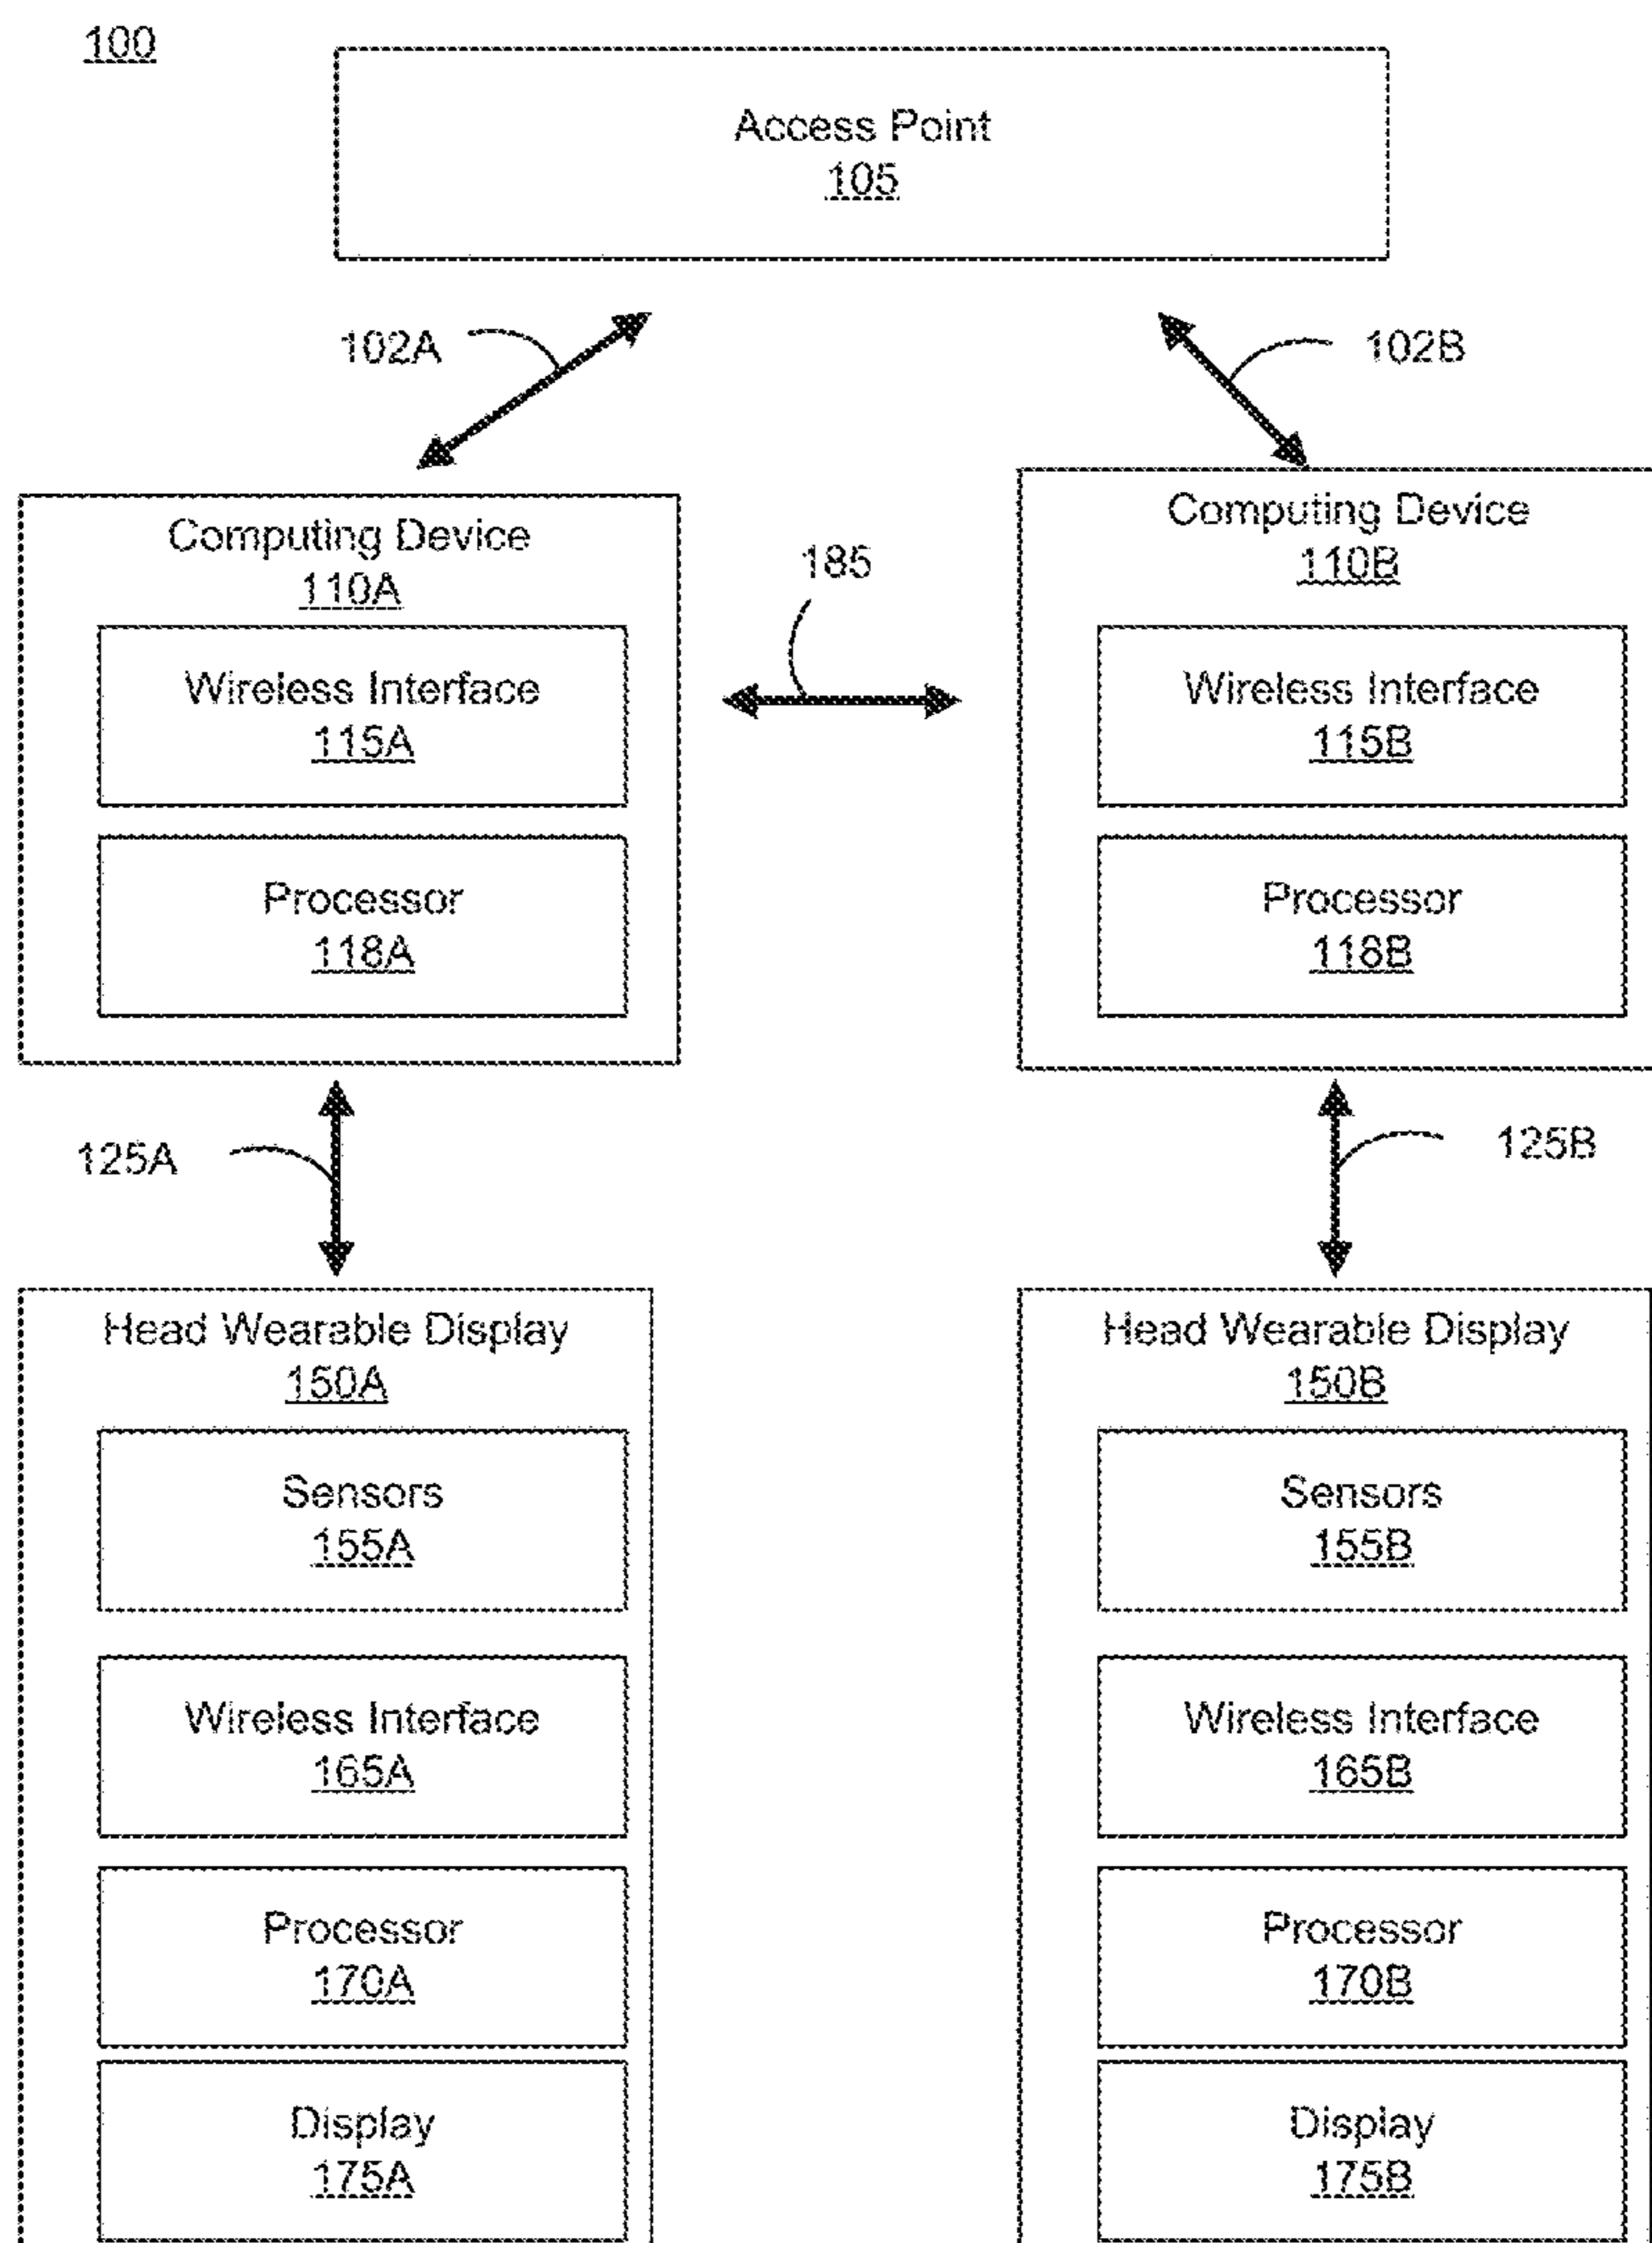 100
Access Point
105
102A
102B
Computing Device
110A
Wireless Interface
115A
Processor
118A
185
Computing Device
110B
Wireless Interface
115B
Processor
118B
125A
125B
Head Wearable Display
150A
Sensors
155A
Wireless Interface
165A
Processor
170A
Display
175A
Head Wearable Display
150B
Sensors
155B
Wireless Interface
165B
Processor
170B
Display
175B